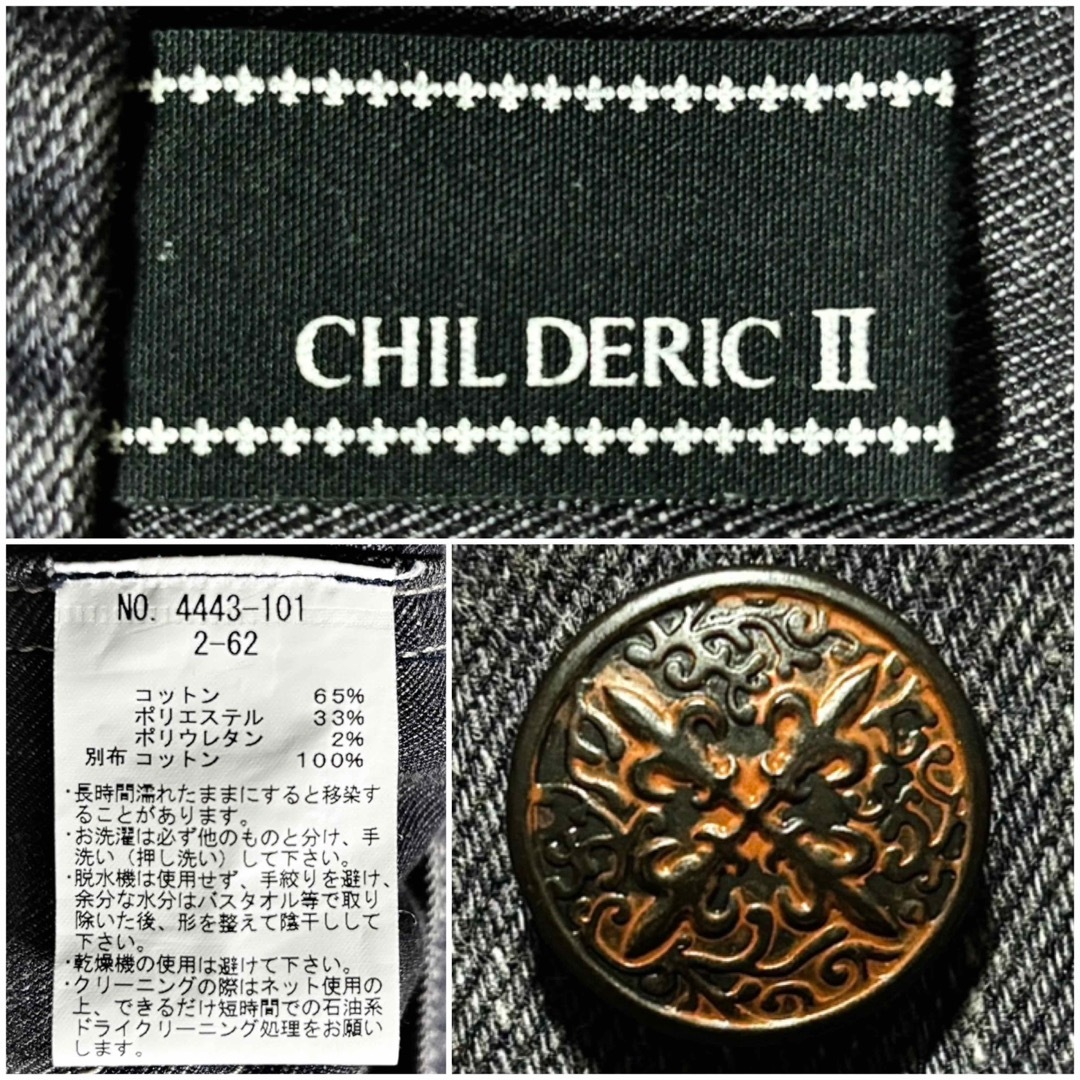 CHIL DERIC II
NO. 4443-101
2-62
コットン 65%
ポリエステル 33%
ポリウレタン 2%
別布 コットン 100%
・長時間濡れたままにすると移染す
ることがあります。
・お洗濯は必ず他のものと分け、手
洗い（押し洗い）して下さい。
・脱水機は使用せず、手絞りを避け、
余分な水分はバスタオル等で取り
除いた後、形を整えて陰干しして
下さい。
・乾燥機の使用は避けて下さい。
・クリーニングの際はネット使用の
上、できるだけ短時間での石油系
ドライクリーニング処理をお願い
します。